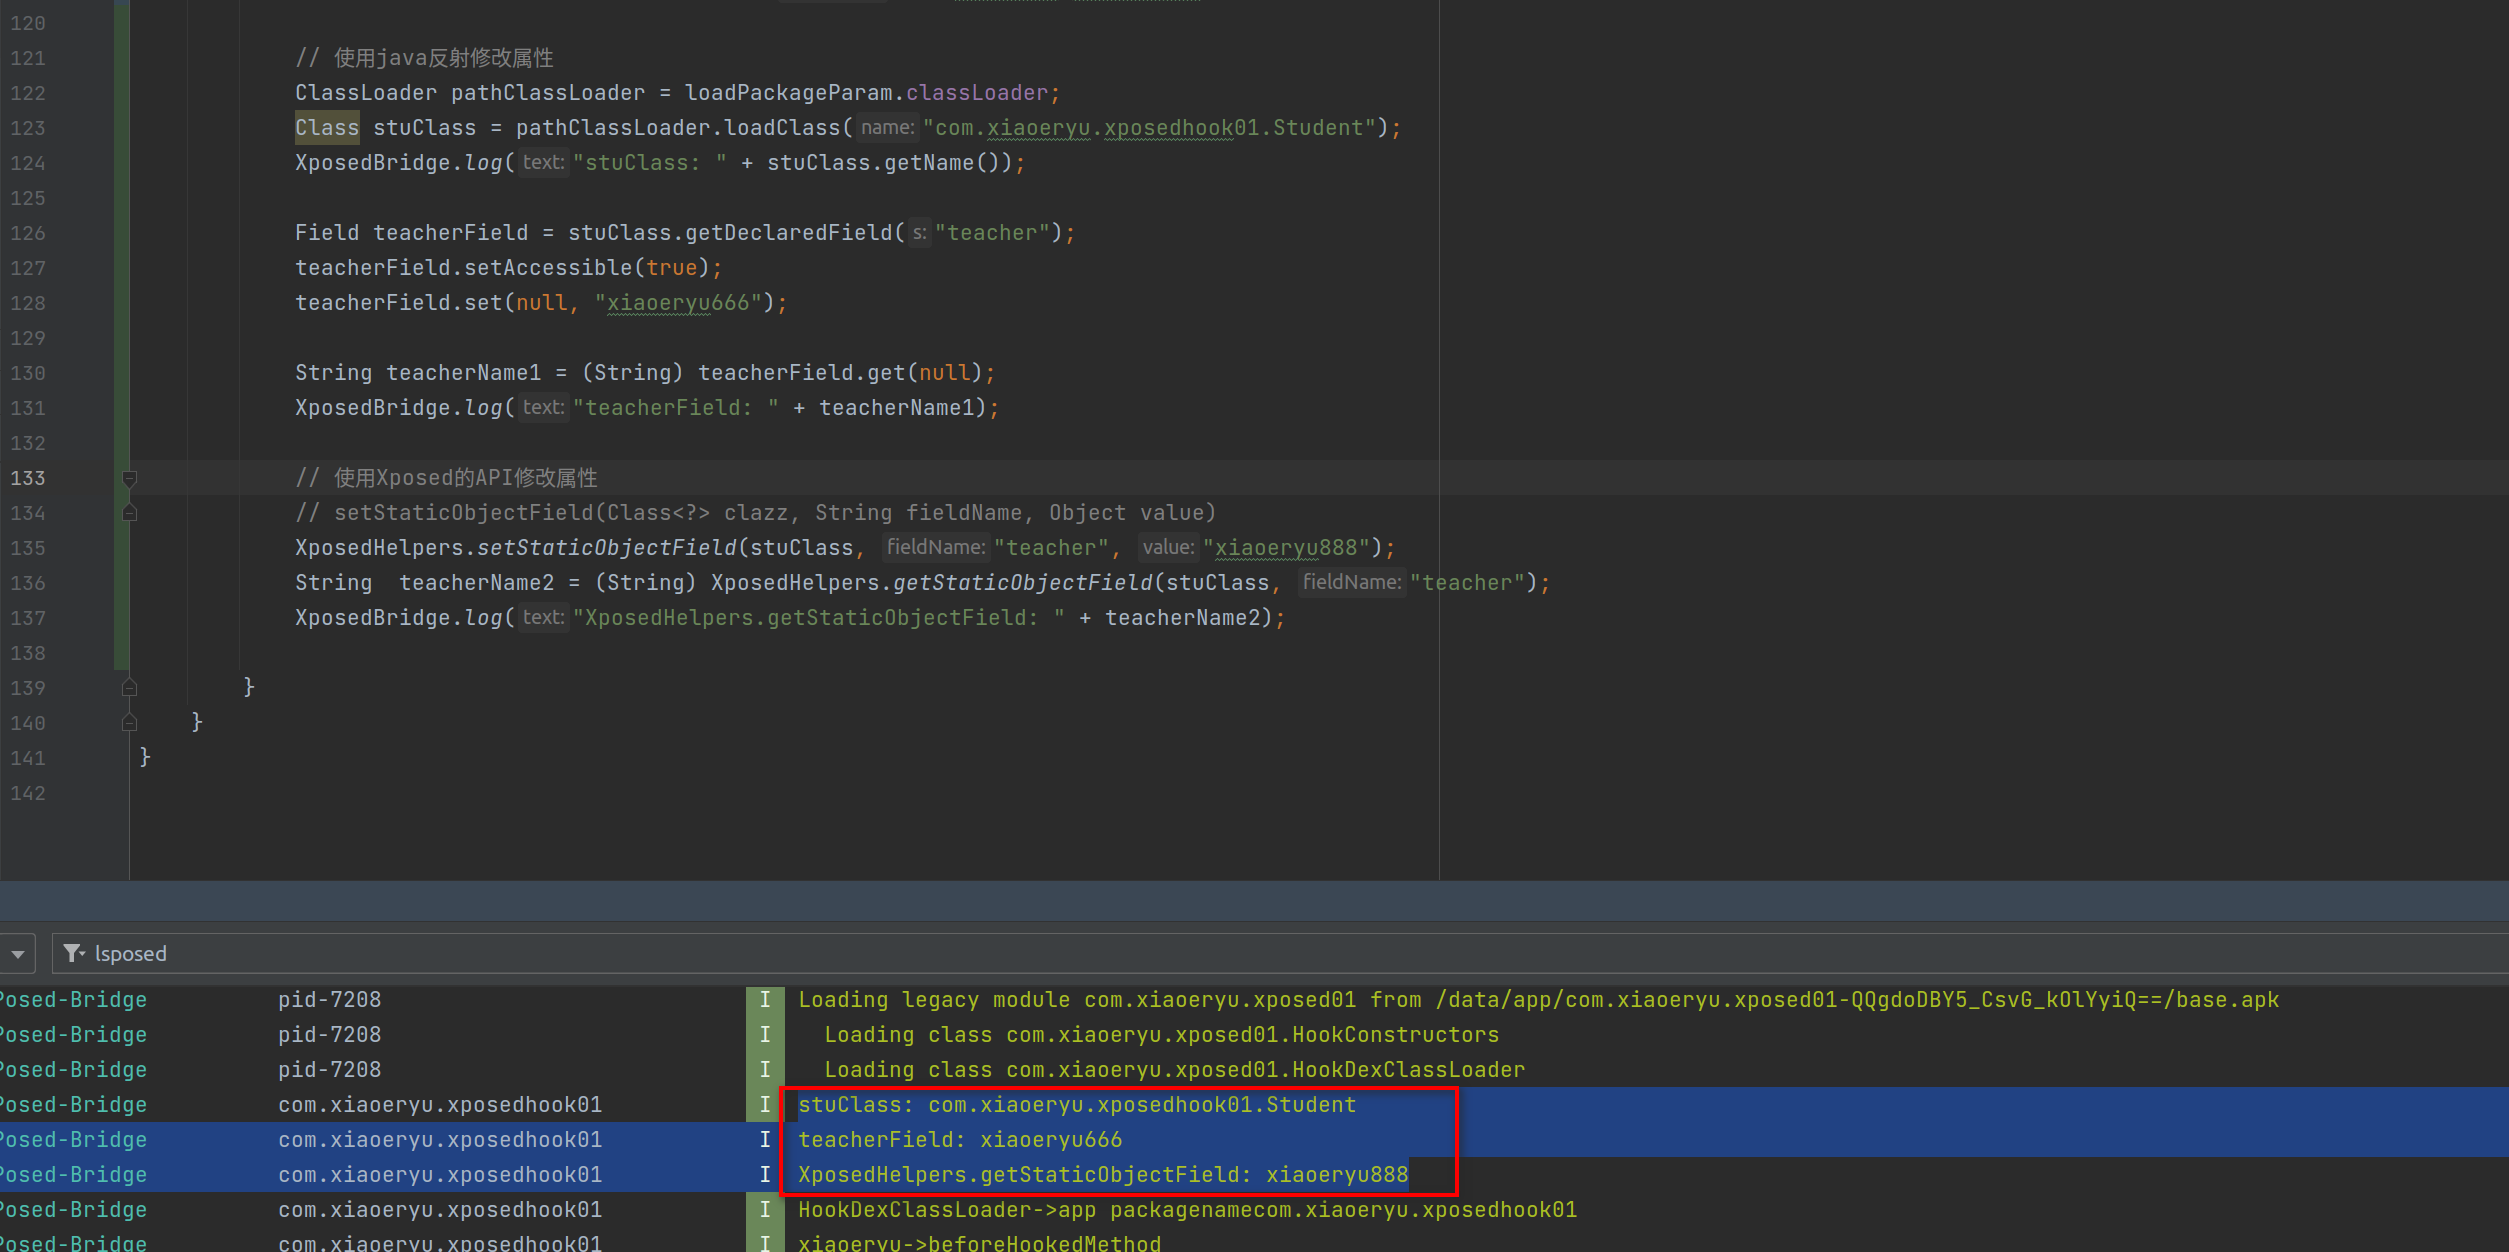 120
121 // 使用java反射修改属性
122 ClassLoader pathClassLoader = loadPackageParam.classLoader;
123 Class stuClass = pathClassLoader.loadClass( name: "com.xiaoeryu.xposedhook01.Student");
124 XposedBridge.log( text: "stuClass: " + stuClass.getName());
125
126 Field teacherField = stuClass.getDeclaredField( s: "teacher");
127 teacherField.setAccessible(true);
128 teacherField.set(null, "xiaoeryu666");
129
130 String teacherName1 = (String) teacherField.get(null);
131 XposedBridge.log( text: "teacherField: " + teacherName1);
132
133 // 使用Xposed的API修改属性
134 // setStaticObjectField(Class<?> clazz, String fieldName, Object value)
135 XposedHelpers.setStaticObjectField(stuClass, fieldName: "teacher", value: "xiaoeryu888");
136 String  teacherName2 = (String) XposedHelpers.getStaticObjectField(stuClass, fieldName: "teacher");
137 XposedBridge.log( text: "XposedHelpers.getStaticObjectField: " + teacherName2);
138
139 }
140 }
141 }
142
lsposed
Posed-Bridge pid-7208 I Loading legacy module com.xiaoeryu.xposed01 from /data/app/com.xiaoeryu.xposed01-QQgdoDBY5_CsvG_kOlYyiQ==/base.apk
Posed-Bridge pid-7208 I Loading class com.xiaoeryu.xposed01.HookConstructors
Posed-Bridge pid-7208 I Loading class com.xiaoeryu.xposed01.HookDexClassLoader
Posed-Bridge com.xiaoeryu.xposedhook01 I stuClass: com.xiaoeryu.xposedhook01.Student
Posed-Bridge com.xiaoeryu.xposedhook01 I teacherField: xiaoeryu666
Posed-Bridge com.xiaoeryu.xposedhook01 I XposedHelpers.getStaticObjectField: xiaoeryu888
Posed-Bridge com.xiaoeryu.xposedhook01 I HookDexClassLoader->app packagenamecom.xiaoeryu.xposedhook01
Posed-Bridge com.xiaoeryu.xposedhook01 I xiaoeryu->beforeHookedMethod